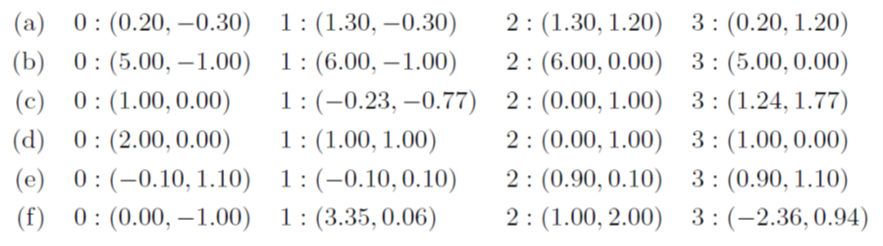 (a) 0 : (0.20, −0.30) 1 : (1.30, −0.30) 2 : (1.30, 1.20) 3 : (0.20, 1.20)
(b) 0 : (5.00, −1.00) 1 : (6.00, −1.00) 2 : (6.00, 0.00) 3 : (5.00, 0.00)
(c) 0 : (1.00, 0.00) 1 : (−0.23, −0.77) 2 : (0.00, 1.00) 3 : (1.24, 1.77)
(d) 0 : (2.00, 0.00) 1 : (1.00, 1.00) 2 : (0.00, 1.00) 3 : (1.00, 0.00)
(e) 0 : (−0.10, 1.10) 1 : (−0.10, 0.10) 2 : (0.90, 0.10) 3 : (0.90, 1.10)
(f) 0 : (0.00, −1.00) 1 : (3.35, 0.06) 2 : (1.00, 2.00) 3 : (−2.36, 0.94)